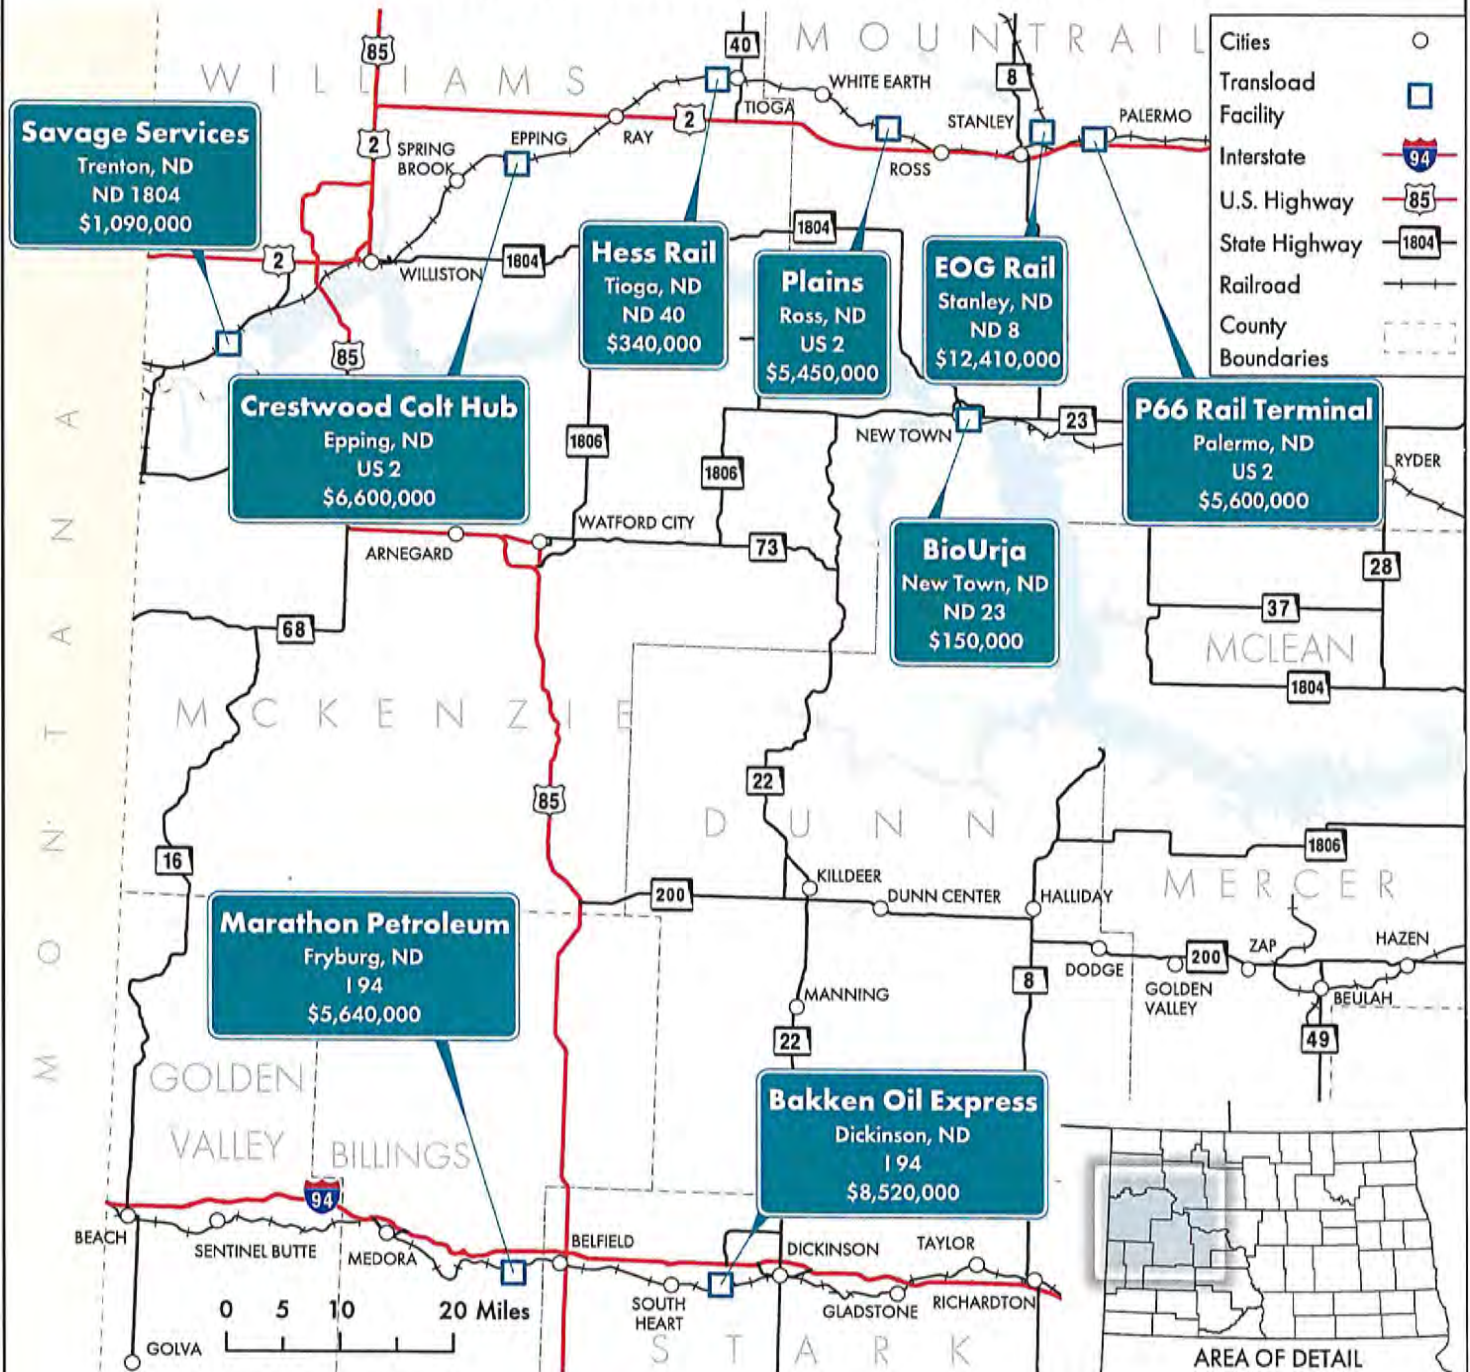 WILLIAMS
MOUNTRAIL
85
40
8
2
SPRING
BROOK
EPPING
RAY
2
TIOGA
WHITE EARTH
STANLEY
ROSS
PALERMO
Cities
Transload
Facility
Interstate
94
U.S. Highway
85
State Highway
1804
Railroad
County
Boundaries
Savage Services
Trenton, ND
ND 1804
$1,090,000
2
WILLISTON
1804
1804
85
Hess Rail
Tioga, ND
ND 40
$340,000
Plains
Ross, ND
US 2
$5,450,000
EOG Rail
Stanley, ND
ND 8
$12,410,000
Crestwood Colt Hub
Epping, ND
US 2
$6,600,000
1806
1806
NEW TOWN
23
P66 Rail Terminal
Palermo, ND
US 2
$5,600,000
RYDER
ARNEGARD
WATFORD CITY
73
BioUrja
New Town, ND
ND 23
$150,000
28
37
MCLEAN
1804
68
MONTANA
MCKENZIE
22
85
DUNN
16
1806
MERCER
KILLDEER
200
DUNN CENTER
HALLIDAY
DODGE
GOLDEN
VALLEY
200
ZAP
HAZEN
BEULAH
49
8
MANNING
22
Marathon Petroleum
Fryburg, ND
I 94
$5,640,000
GOLDEN
VALLEY
BILLINGS
94
Bakken Oil Express
Dickinson, ND
I 94
$8,520,000
BEACH
SENTINEL BUTTE
MEDORA
BELFIELD
SOUTH
HEART
DICKINSON
GLADSTONE
TAYLOR
RICHARDTON
0 5 10 20 Miles
GOLVA
STARK
AREA OF DETAIL